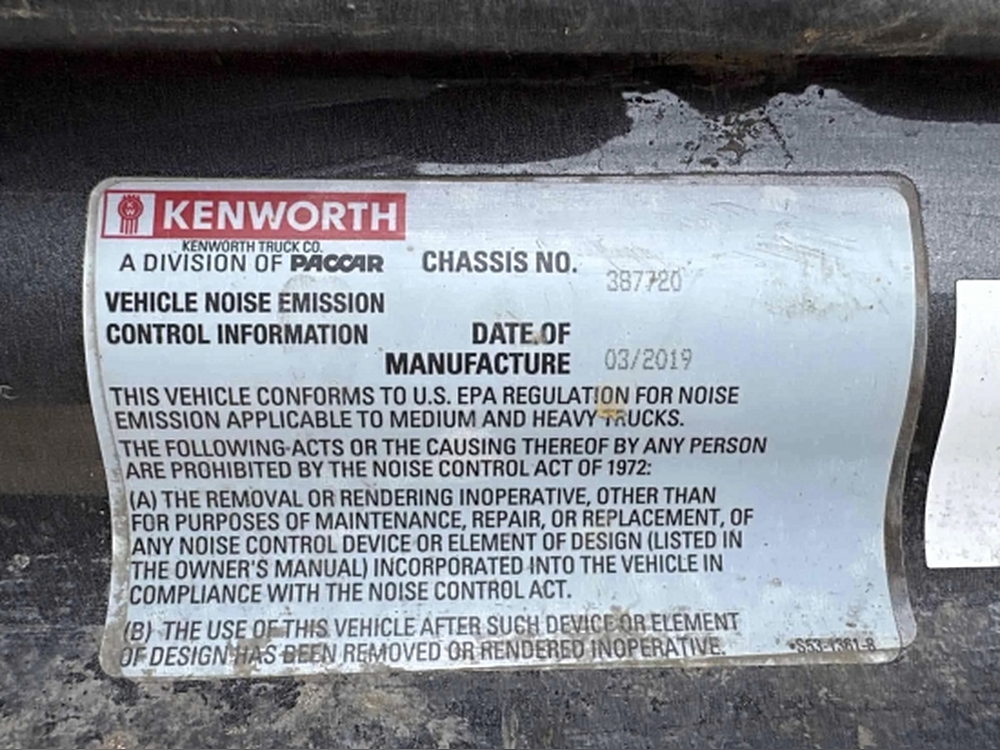 KW KENWORTH
KENWORTH TRUCK CO.
A DIVISION OF PACCAR
CHASSIS NO. 387720
VEHICLE NOISE EMISSION
CONTROL INFORMATION
DATE OF
MANUFACTURE 03/2019
THIS VEHICLE CONFORMS TO U.S. EPA REGULATION FOR NOISE
EMISSION APPLICABLE TO MEDIUM AND HEAVY TRUCKS.
THE FOLLOWING ACTS OR THE CAUSING THEREOF BY ANY PERSON
ARE PROHIBITED BY THE NOISE CONTROL ACT OF 1972:
(A) THE REMOVAL OR RENDERING INOPERATIVE, OTHER THAN
FOR PURPOSES OF MAINTENANCE, REPAIR, OR REPLACEMENT, OF
ANY NOISE CONTROL DEVICE OR ELEMENT OF DESIGN (LISTED IN
THE OWNER'S MANUAL) INCORPORATED INTO THE VEHICLE IN
COMPLIANCE WITH THE NOISE CONTROL ACT.
(B) THE USE OF THIS VEHICLE AFTER SUCH DEVICE OR ELEMENT
OF DESIGN HAS BEEN REMOVED OR RENDERED INOPERATIVE.